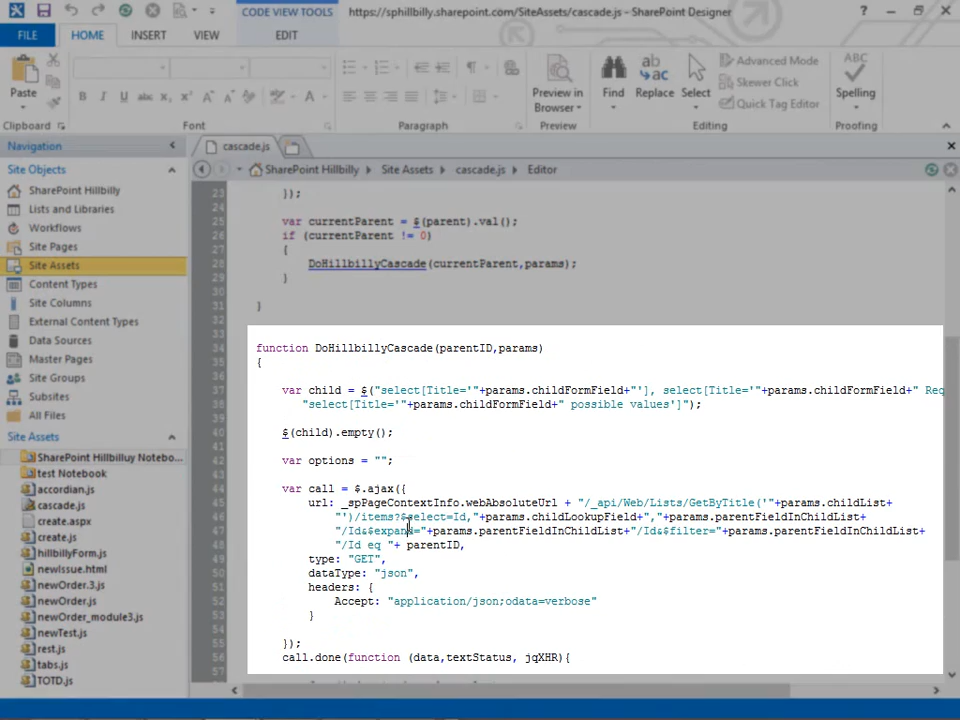 CODE VIEW TOOLS
https://sphillbilly.sharepoint.com/SiteAssets/cascade.js - SharePoint Designer
FILE
HOME
INSERT
VIEW
EDIT
Paste
B I U abc X₂ X² A A A
Find
Replace
Select
Preview in
Browser
Advanced Mode
Skewer Click
Quick Tag Editor
ABC
Spelling
Clipboard
Font
Paragraph
Preview
Editing
Proofing
Navigation
cascade.js
Site Objects
SharePoint Hillbilly
Site Assets
cascade.js
Editor
SharePoint Hillbilly
Lists and Libraries
Workflows
Site Pages
Site Assets
Content Types
Site Columns
External Content Types
Data Sources
Master Pages
Site Groups
Subsites
All Files
Site Assets
SharePoint Hillbilluy Notebo...
test Notebook
accordian.js
cascade.js
create.aspx
create.js
hillbillyForm.js
newIssue.html
newOrder.3.js
newOrder.js
newOrder_module3.js
newTest.js
rest.js
tabs.js
TOTD.js
23 });
24
25 var currentParent = $(parent).val();
26 if (currentParent != 0)
27 {
28 DoHillbillyCascade(currentParent,params);
29 }
30
31 }
32
33
34 function DoHillbillyCascade(parentID,params)
35 {
36
37 var child = $("select[Title='"+params.childFormField+"'], select[Title='"+params.childFormField+" Req
38 "select[Title='"+params.childFormField+" possible values']");
39
40 $(child).empty();
41
42 var options = "";
43
44 var call = $.ajax({
45 url: _spPageContextInfo.webAbsoluteUrl + "/_api/Web/Lists/GetByTitle('"+params.childList+
46 "')/items?$select=Id,"+params.childLookupField+","+params.parentFieldInChildList+
47 "/Id&$expand="+params.parentFieldInChildList+"/Id&$filter="+params.parentFieldInChildList+
48 "/Id eq "+ parentID,
49 type: "GET",
50 dataType: "json",
51 headers: {
52 Accept: "application/json;odata=verbose"
53 }
54
55 });
56 call.done(function (data,textStatus, jqXHR){
57